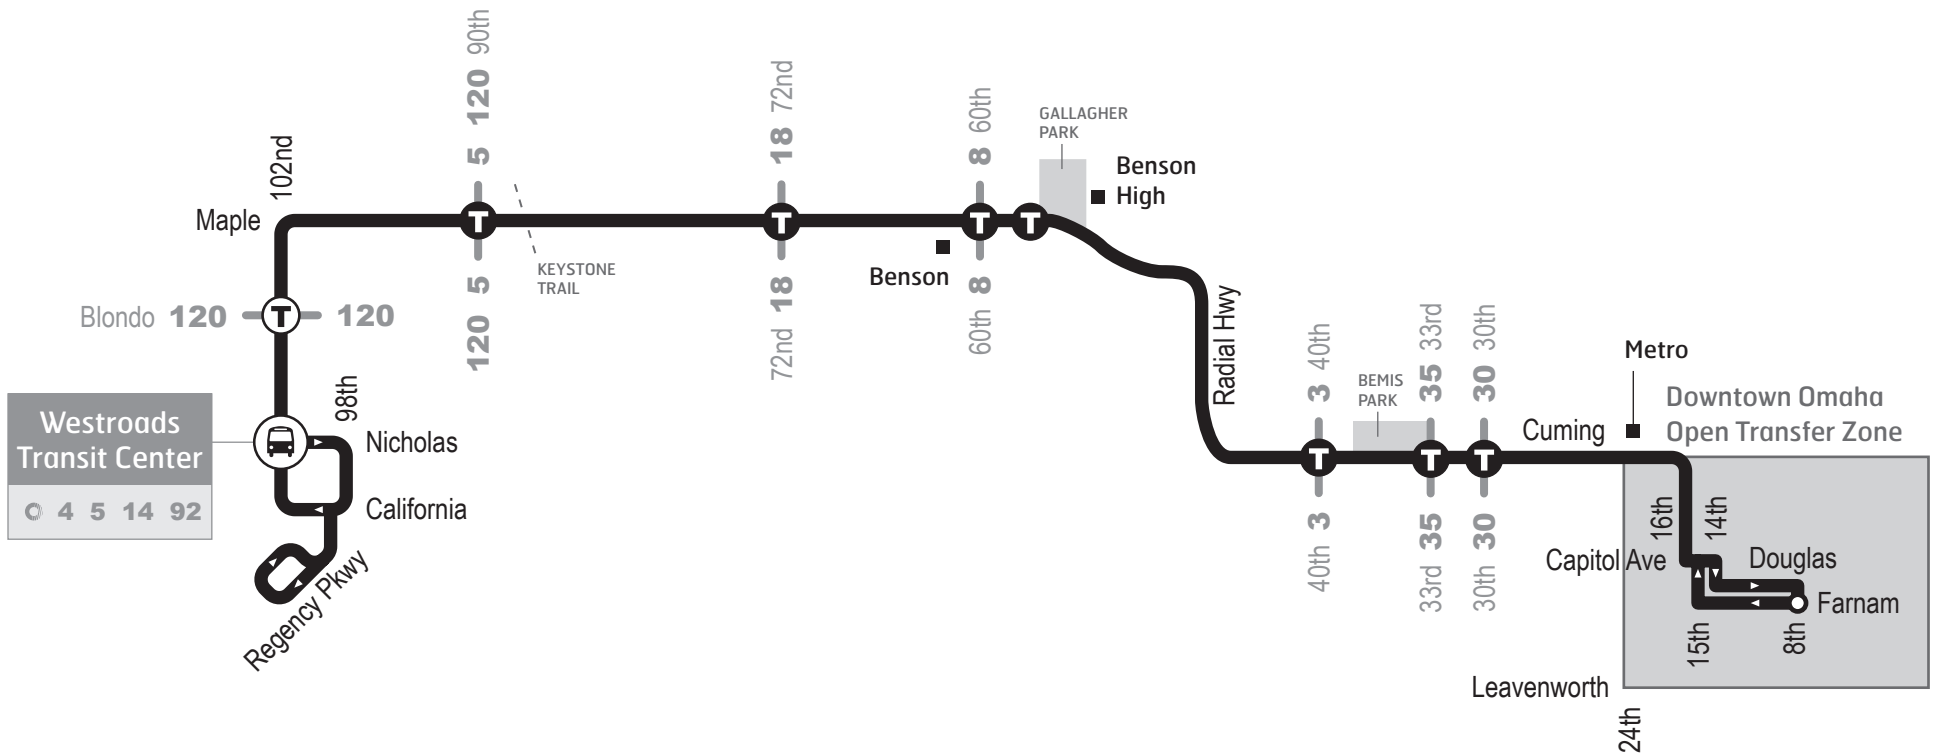 120 5 90th
5 120
18 72nd
72nd 18
8 60th
60th 8
GALLAGHER
PARK
Benson
High
102nd
Maple
T
T
T
T
KEYSTONE
TRAIL
Benson
Blondo 120
T
120
Radial Hwy
Westroads
Transit Center
4 5 14 92
98th
Nicholas
California
Regency Pkwy
3 40th
40th 3
BEMIS
PARK
35 33rd
33rd 35
30 30th
30th 30
T
T
T
Cuming
Metro
Downtown Omaha
Open Transfer Zone
16th
14th
Capitol Ave
Douglas
Farnam
15th
8th
Leavenworth
24th